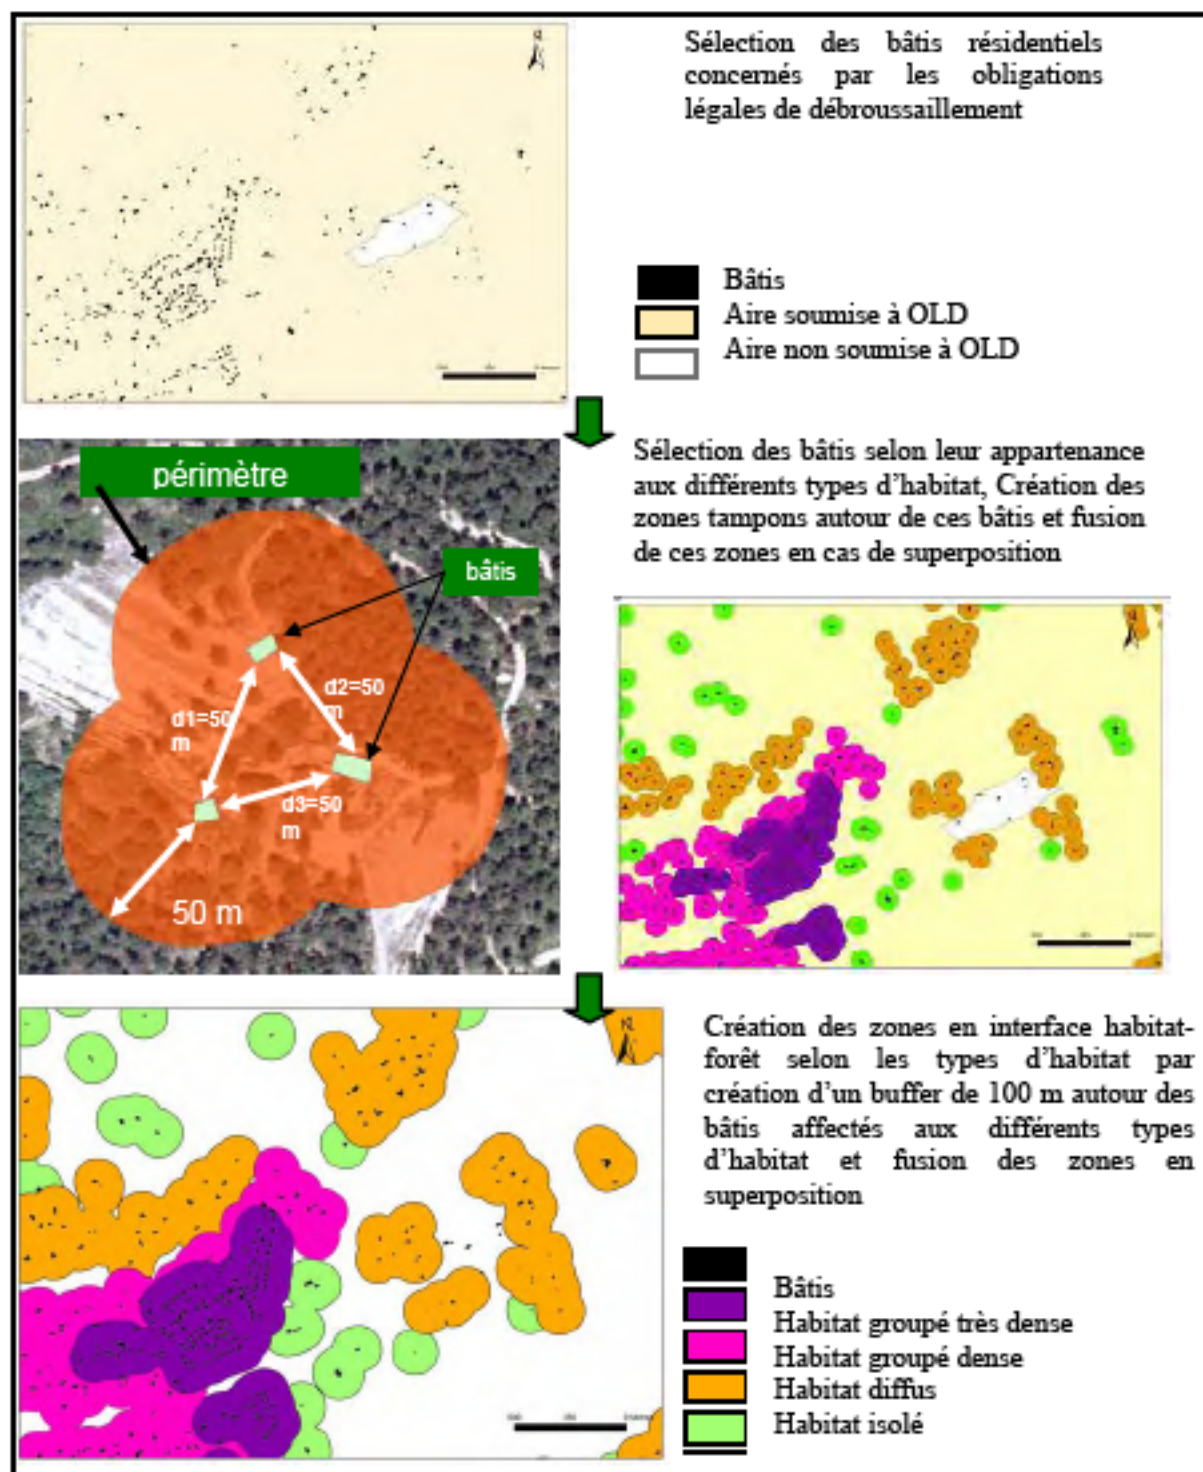 Sélection des bâtis résidentiels
concernés par les obligations
légales de débroussaillement
Bâtis
Aire soumise à OLD
Aire non soumise à OLD
périmètre
bâtis
d1=50
m
d2=50
m
d3=50
m
50 m
Sélection des bâtis selon leur appartenance
aux différents types d'habitat, Création des
zones tampons autour de ces bâtis et fusion
de ces zones en cas de superposition
Création des zones en interface habitat-
forêt selon les types d'habitat par
création d'un buffer de 100 m autour des
bâtis affectés aux différents types
d'habitat et fusion des zones en
superposition
Bâtis
Habitat groupé très dense
Habitat groupé dense
Habitat diffus
Habitat isolé